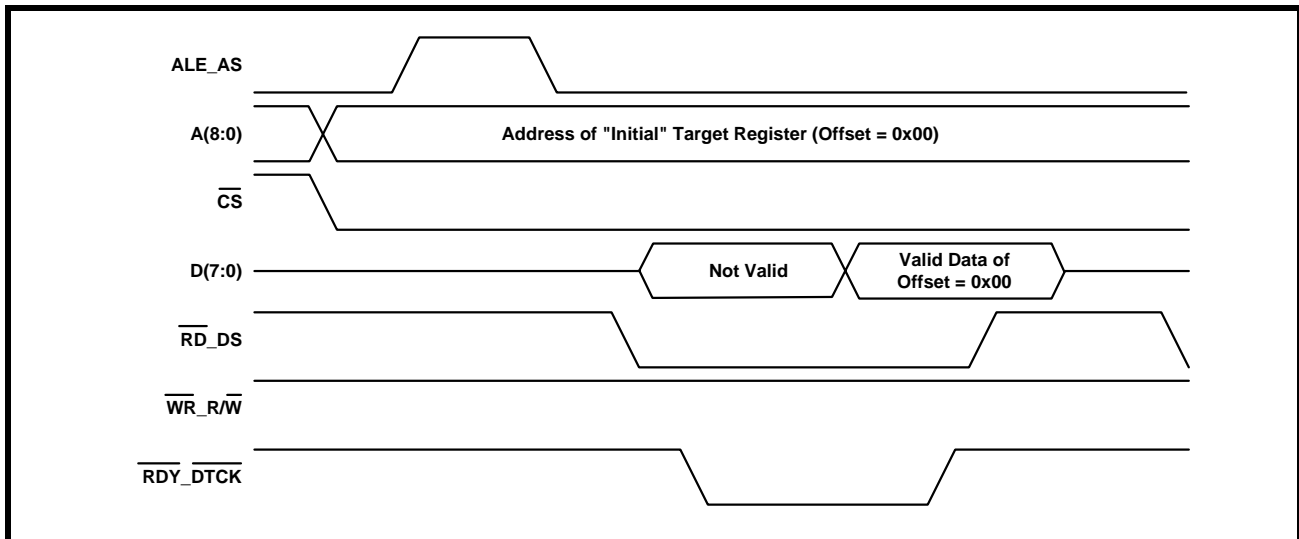 ALE_AS
A(8:0)
Address of "Initial" Target Register (Offset = 0x00)
CS
D(7:0)
Not Valid
Valid Data of
Offset = 0x00
RD_DS
WR_R/W
RDY_DTCK